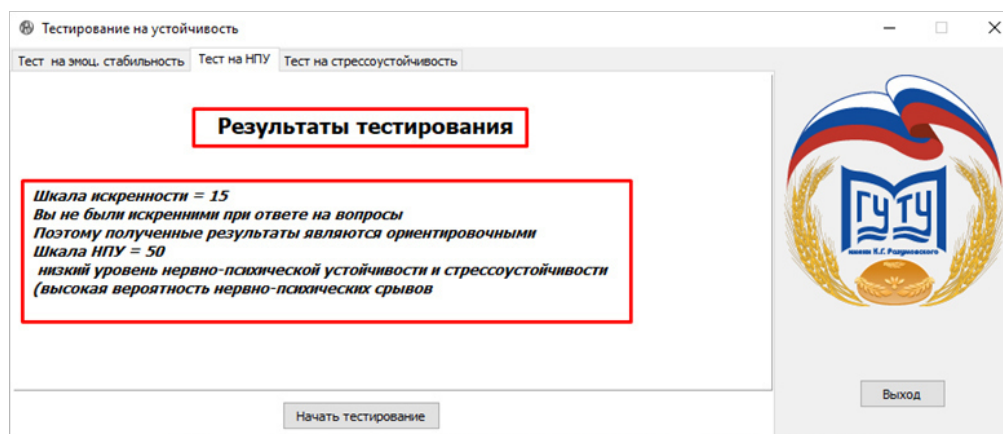 Тестирование на устойчивость
Тест на эмоц. стабильность Тест на НПУ Тест на стрессоустойчивость
Результаты тестирования
Шкала искренности = 15
Вы не были искренними при ответе на вопросы
Поэтому полученные результаты являются ориентировочными
Шкала НПУ = 50
низкий уровень нервно-психической устойчивости и стрессоустойчивости
(высокая вероятность нервно-психических срывов
ГУТУ
имени К.Г. Разумовского
Выход
Начать тестирование